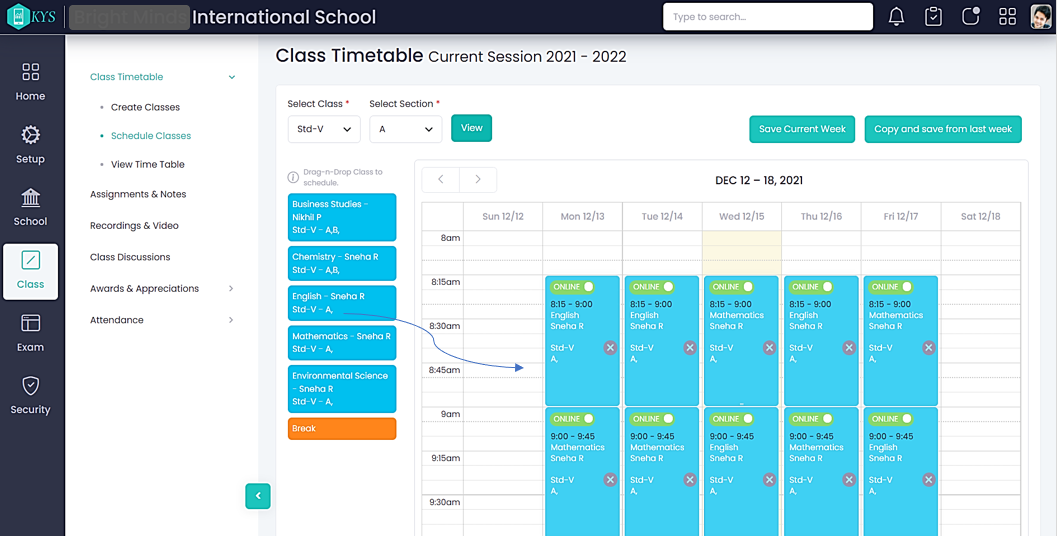 KYS
Bright Minds International School
Type to search...
Home
Setup
School
Class
Exam
Security
Class Timetable
Create Classes
Schedule Classes
View Time Table
Assignments & Notes
Recordings & Video
Class Discussions
Awards & Appreciations
Attendance
Class Timetable Current Session 2021 - 2022
Select Class *
Select Section *
Std-V
A
View
Save Current Week
Copy and save from last week
Drag-n-Drop Class to
schedule.
Business Studies -
Nikhil P
Std-V - A,B,
Chemistry - Sneha R
Std-V - A,B,
English - Sneha R
Std-V - A,
Mathematics - Sneha R
Std-V - A,
Environmental Science
- Sneha R
Std-V - A,
Break
DEC 12 – 18, 2021
Sun 12/12 Mon 12/13 Tue 12/14 Wed 12/15 Thu 12/16 Fri 12/17 Sat 12/18
8am
8:15am
8:30am
8:45am
9am
9:15am
9:30am
ONLINE
8:15 - 9:00
English
Sneha R
Std-V
A,
ONLINE
8:15 - 9:00
English
Sneha R
Std-V
A,
ONLINE
8:15 - 9:00
Mathematics
Sneha R
Std-V
A,
ONLINE
8:15 - 9:00
English
Sneha R
Std-V
A,
ONLINE
8:15 - 9:00
Mathematics
Sneha R
Std-V
A,
ONLINE
9:00 - 9:45
Mathematics
Sneha R
Std-V
A,
ONLINE
9:00 - 9:45
Mathematics
Sneha R
Std-V
A,
ONLINE
9:00 - 9:45
English
Sneha R
Std-V
A,
ONLINE
9:00 - 9:45
Mathematics
Sneha R
Std-V
A,
ONLINE
9:00 - 9:45
English
Sneha R
Std-V
A,